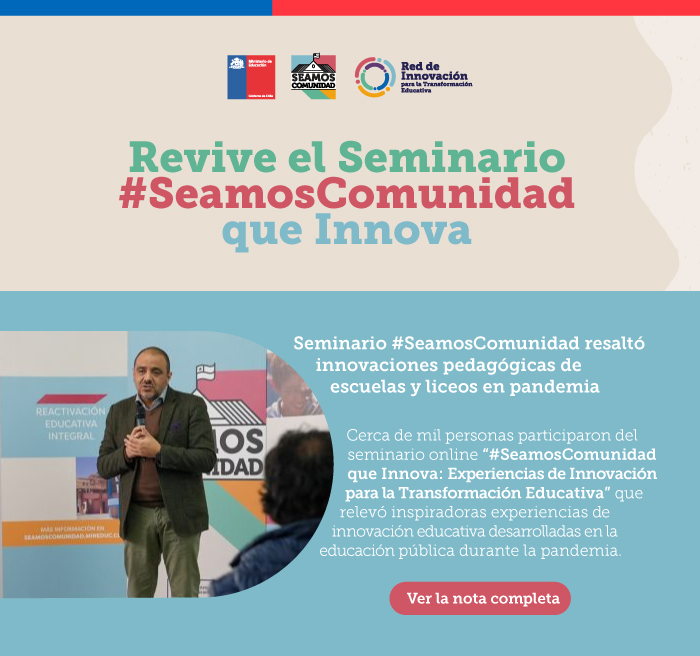 Ministerio de
Educación
Gobierno de Chile
SEAMOS
COMUNIDAD
Red de
Innovación
para la Transformación
Educativa
Revive el Seminario
#SeamosComunidad
que Innova
REACTIVACIÓN
EDUCATIVA
INTEGRAL
MÁS INFORMACIÓN EN
SEAMOSCOMUNIDAD.MINEDUC.C
MOS
NIDAD
Seminario #SeamosComunidad resaltó
innovaciones pedagógicas de
escuelas y liceos en pandemia
Cerca de mil personas participaron del
seminario online “#SeamosComunidad
que Innova: Experiencias de Innovación
para la Transformación Educativa” que
relevó inspiradoras experiencias de
innovación educativa desarrolladas en la
educación pública durante la pandemia.
Ver la nota completa